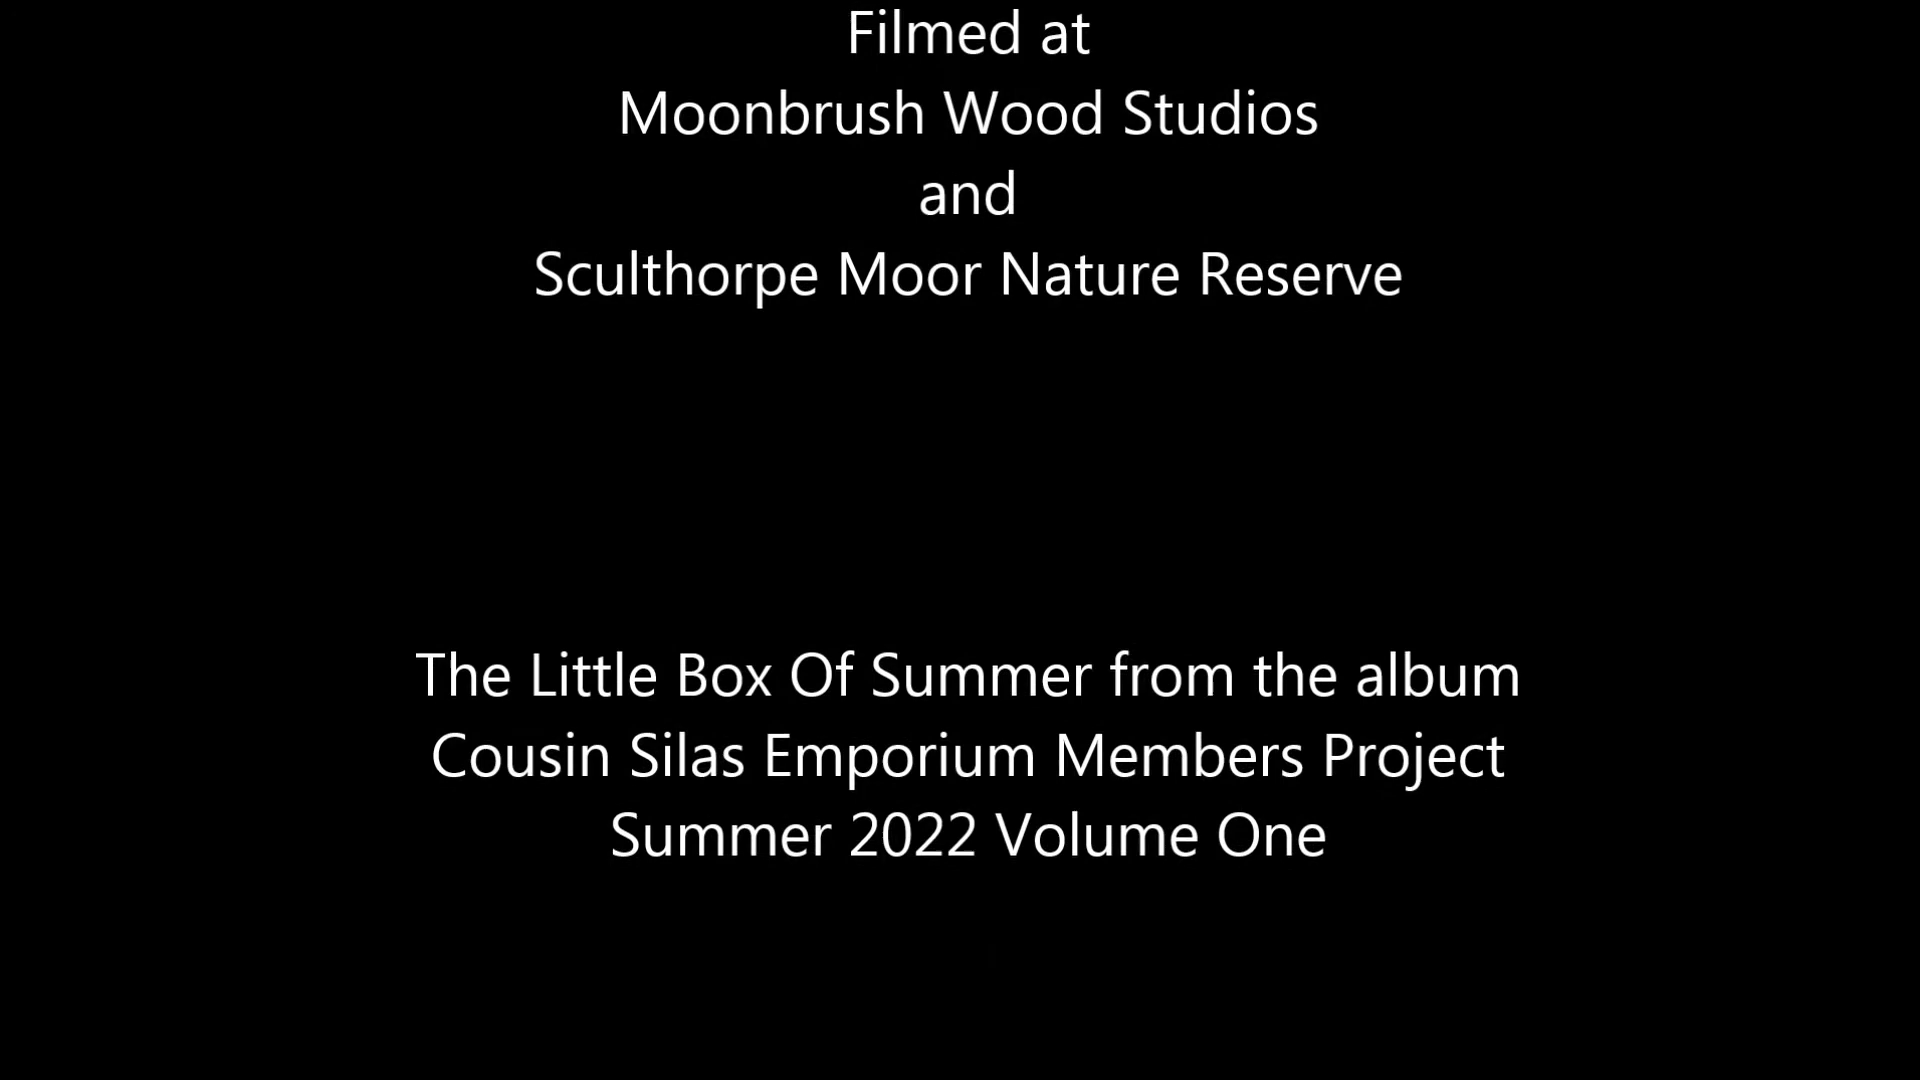 Filmed at
Moonbrush Wood Studios
and
Sculthorpe Moor Nature Reserve
The Little Box Of Summer from the album
Cousin Silas Emporium Members Project
Summer 2022 Volume One